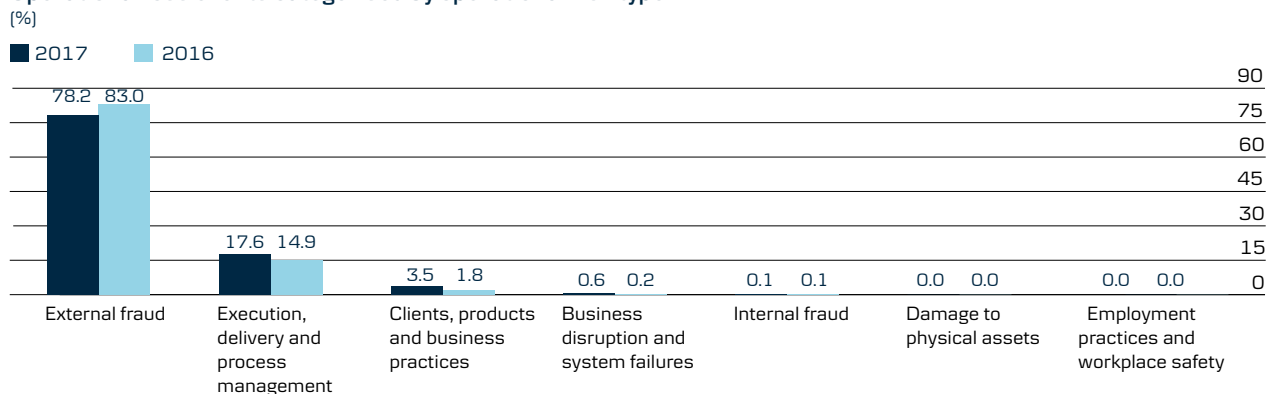 (%)
2017 2016
90
75
60
45
30
15
0
78.2 83.0
17.6 14.9
3.5 1.8
0.6 0.2
0.1 0.1
0.0 0.0
0.0 0.0
External fraud
Execution,
delivery and
process
management
Clients, products
and business
practices
Business
disruption and
system failures
Internal fraud
Damage to
physical assets
Employment
practices and
workplace safety